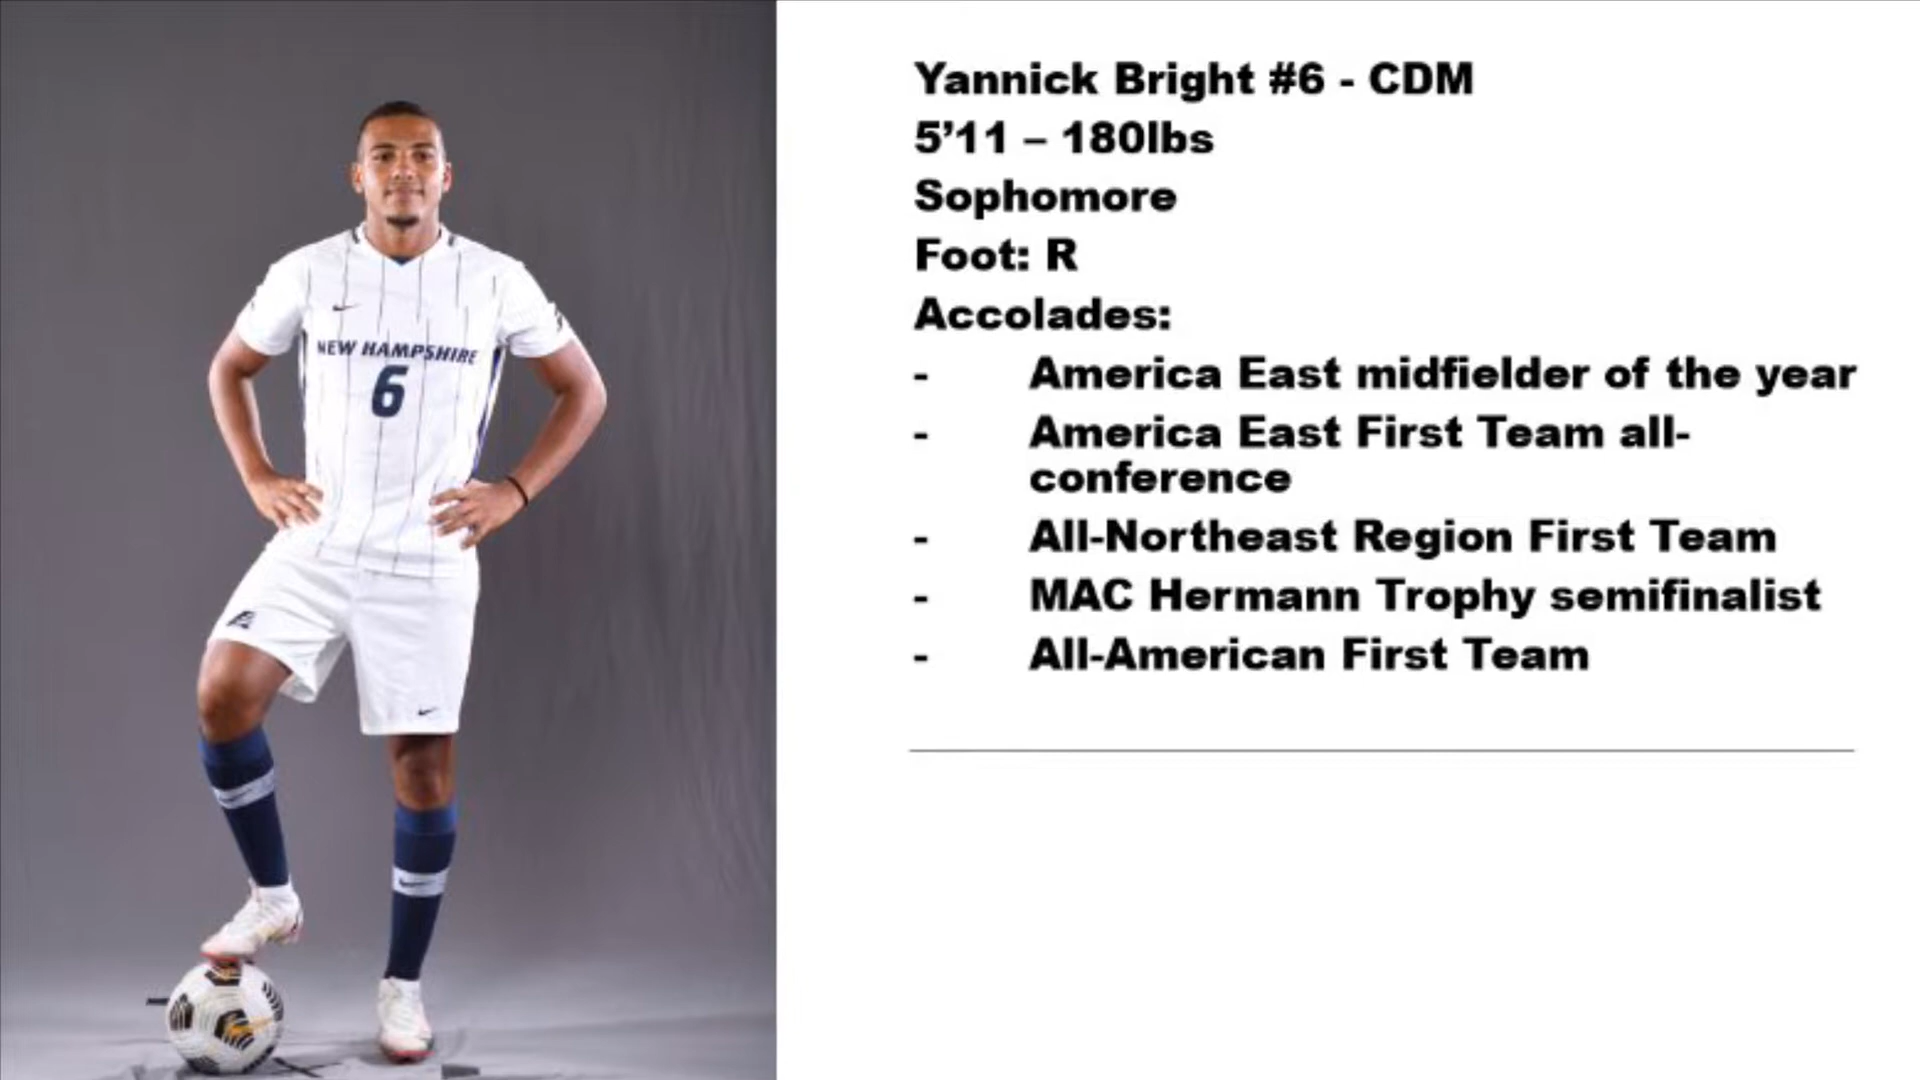 Yannick Bright #6 - CDM
5’11 – 180lbs
Sophomore
Foot: R
Accolades:
- America East midfielder of the year
- America East First Team all-
conference
- All-Northeast Region First Team
- MAC Hermann Trophy semifinalist
- All-American First Team
NEW HAMPSHIRE
6